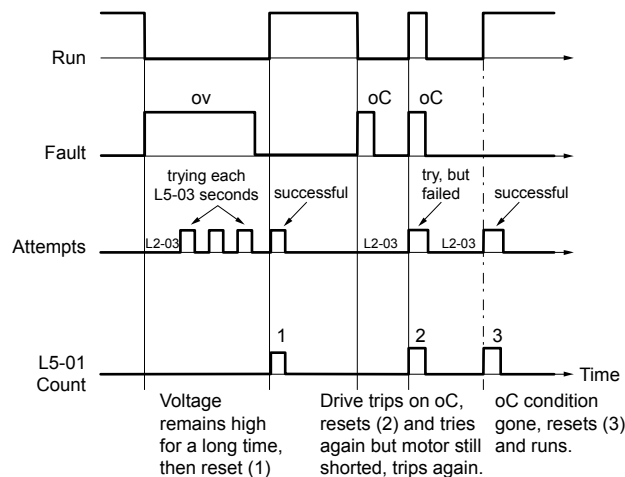 Run
ov
oC
oC
Fault
trying each
L5-03 seconds
successful
try, but
failed
successful
Attempts
L2-03
L2-03
L2-03
1
2
3
L5-01
Count
Time
Voltage
remains high
for a long time,
then reset (1)
Drive trips on oC,
resets (2) and tries
again but motor still
shorted, trips again.
oC condition
gone, resets (3)
and runs.